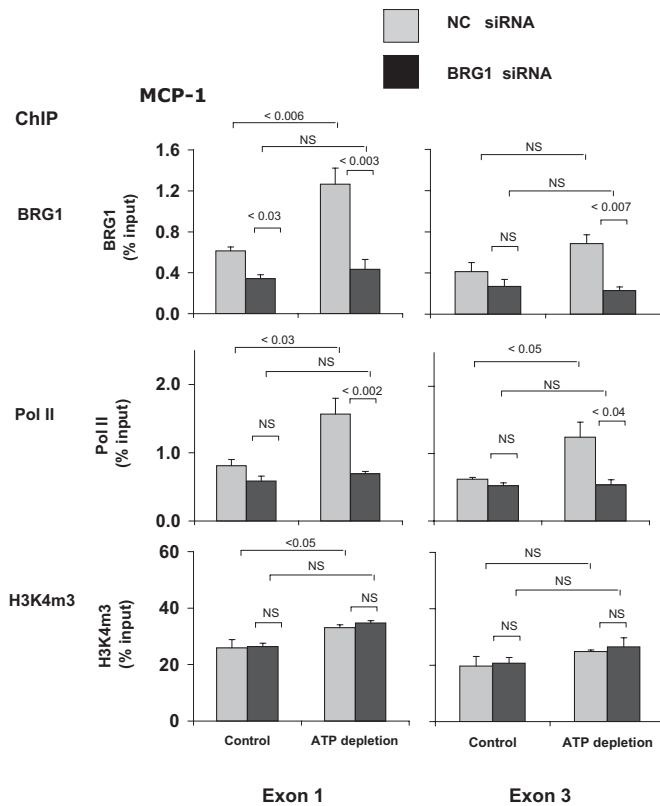 NC siRNA
BRG1 siRNA
MCP-1
ChIP
< 0.006
NS
NS
< 0.003
NS
< 0.03
< 0.007
NS
BRG1
BRG1
(% input)
1.6
1.2
0.8
0.4
0.0
< 0.03
NS
< 0.002
NS
< 0.05
NS
< 0.04
NS
Pol II
Pol II
(% input)
2.0
1.0
0.0
<0.05
NS
NS
NS
NS
NS
NS
NS
H3K4m3
H3K4m3
(% input)
60
40
20
0
Control
ATP depletion
Control
ATP depletion
Exon 1
Exon 3